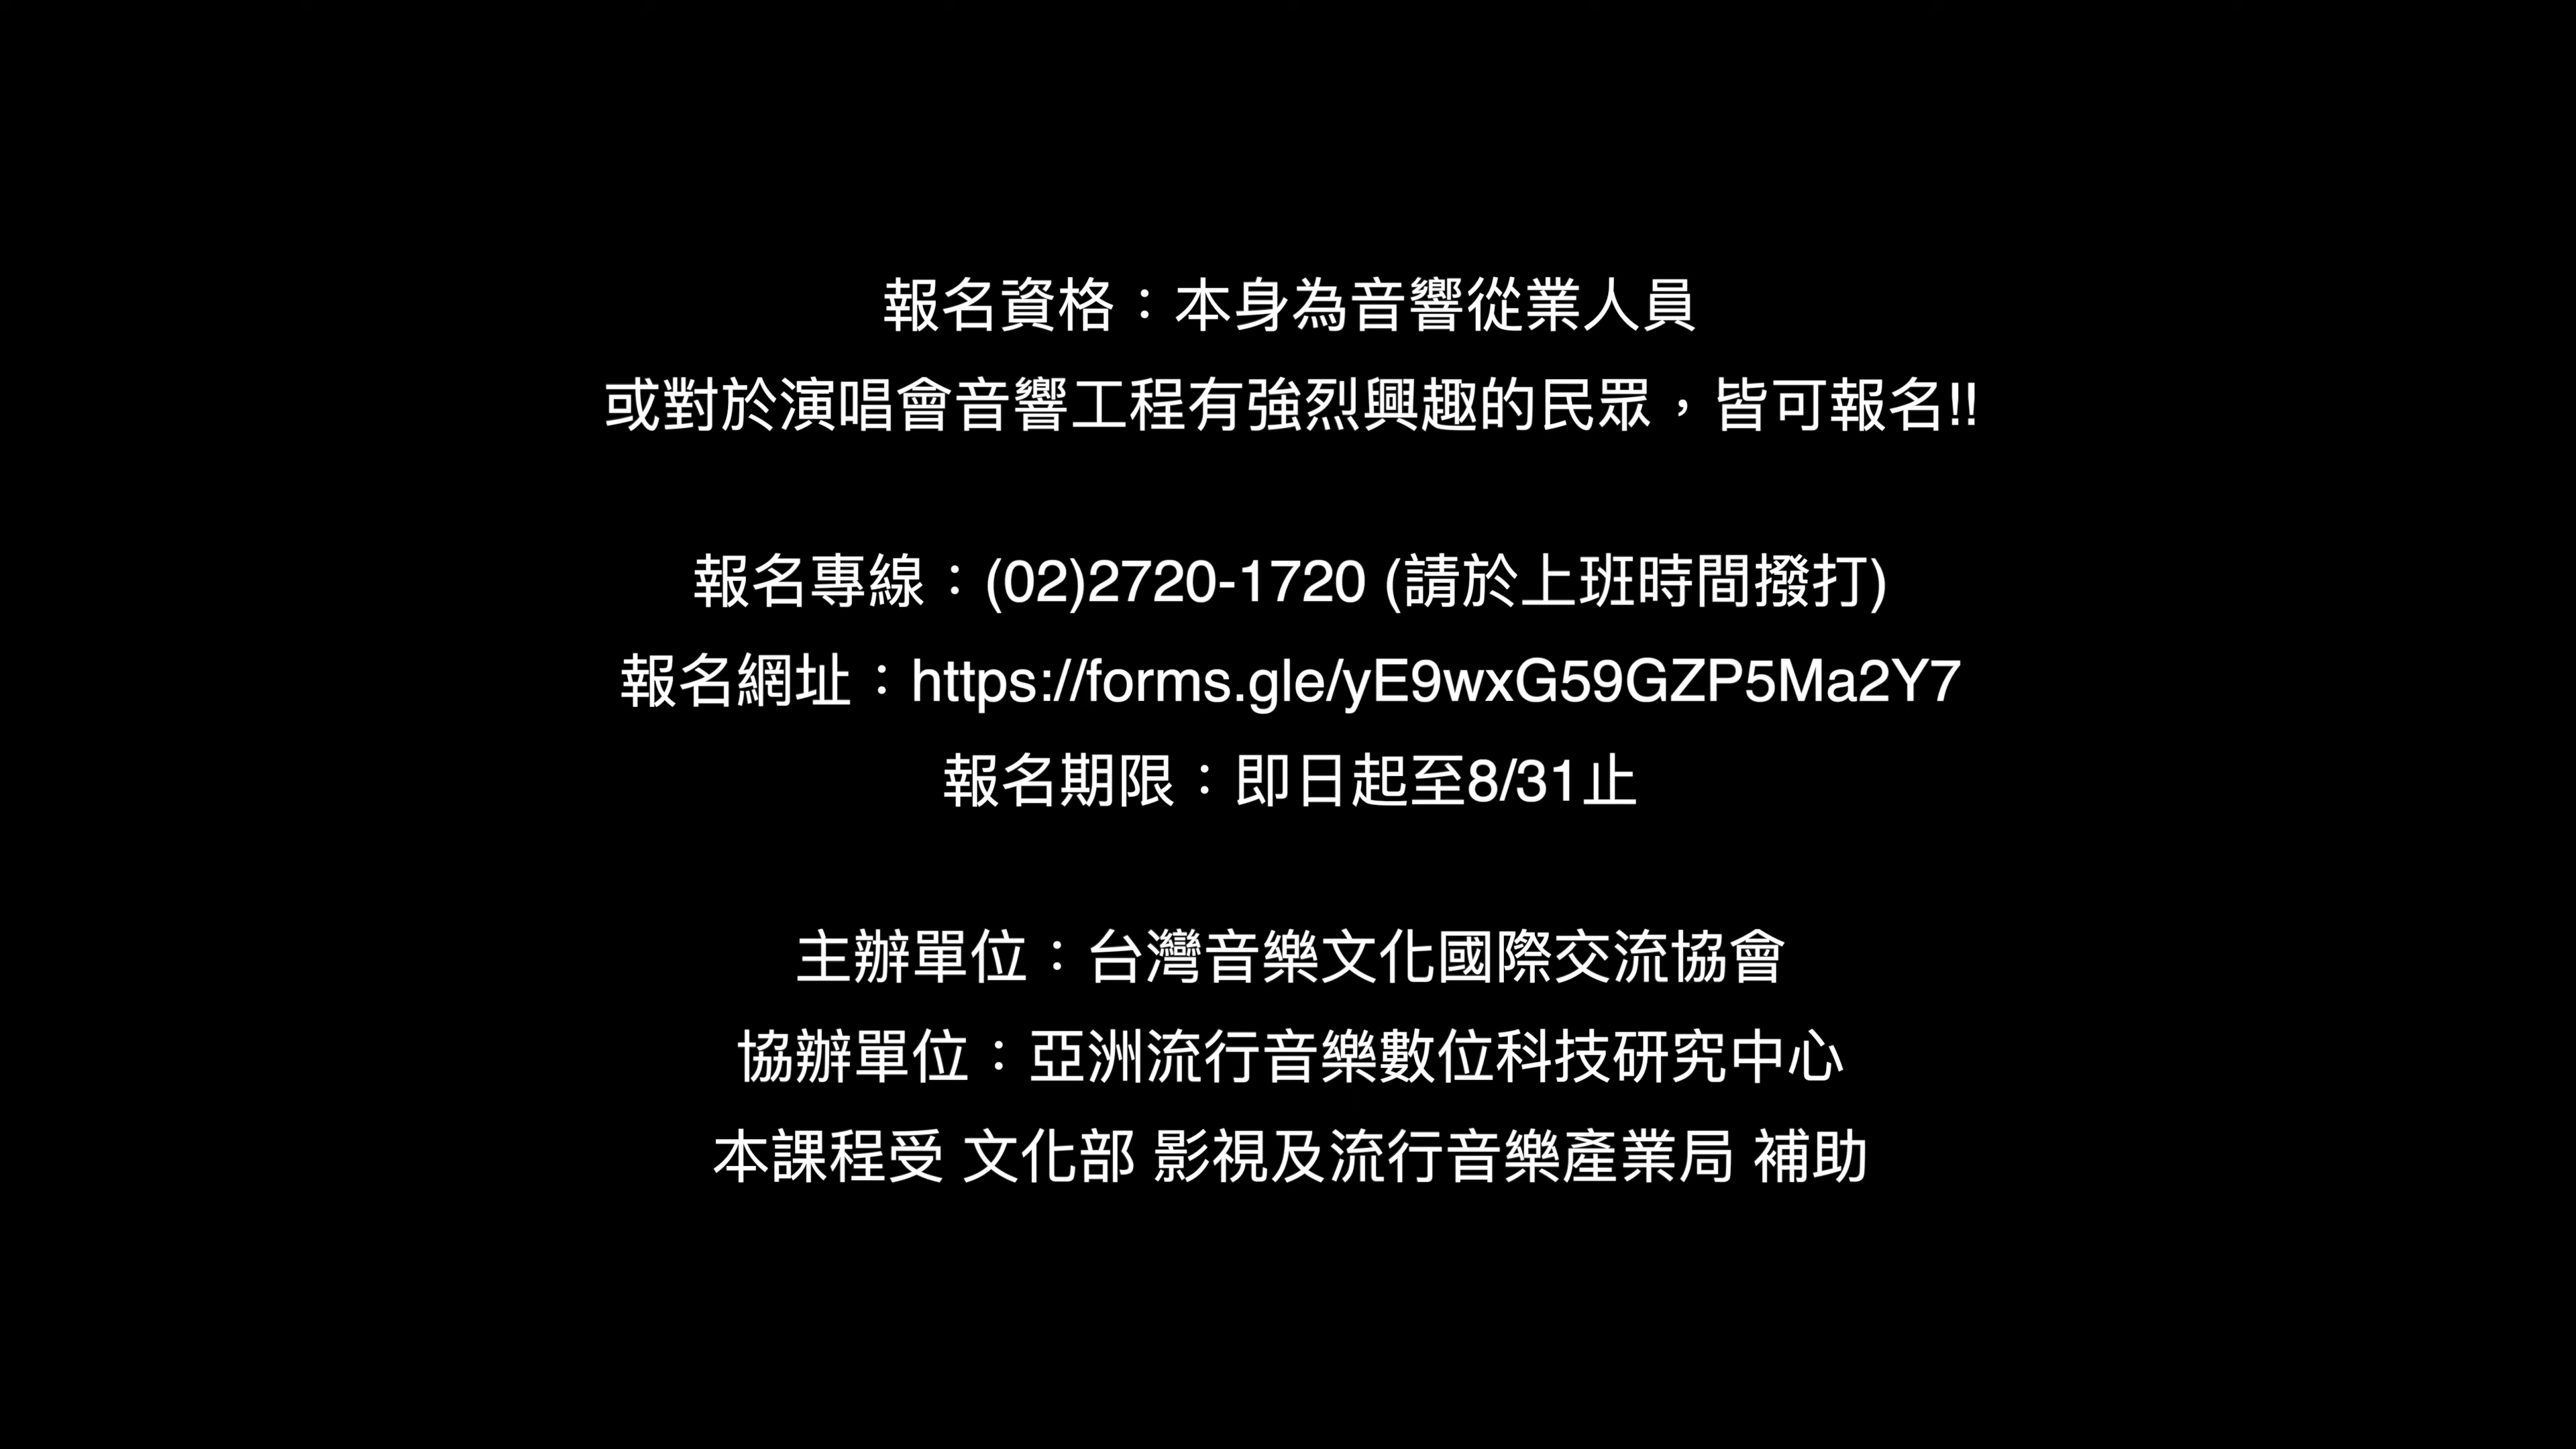 報名資格：本身為音響從業人員
或對於演唱會音響工程有強烈興趣的民眾，皆可報名!!
報名專線：(02)2720-1720 (請於上班時間撥打)
報名網址：https://forms.gle/yE9wxG59GZP5Ma2Y7
報名期限：即日起至8/31止
主辦單位：台灣音樂文化國際交流協會
協辦單位：亞洲流行音樂數位科技研究中心
本課程受 文化部 影視及流行音樂產業局 補助